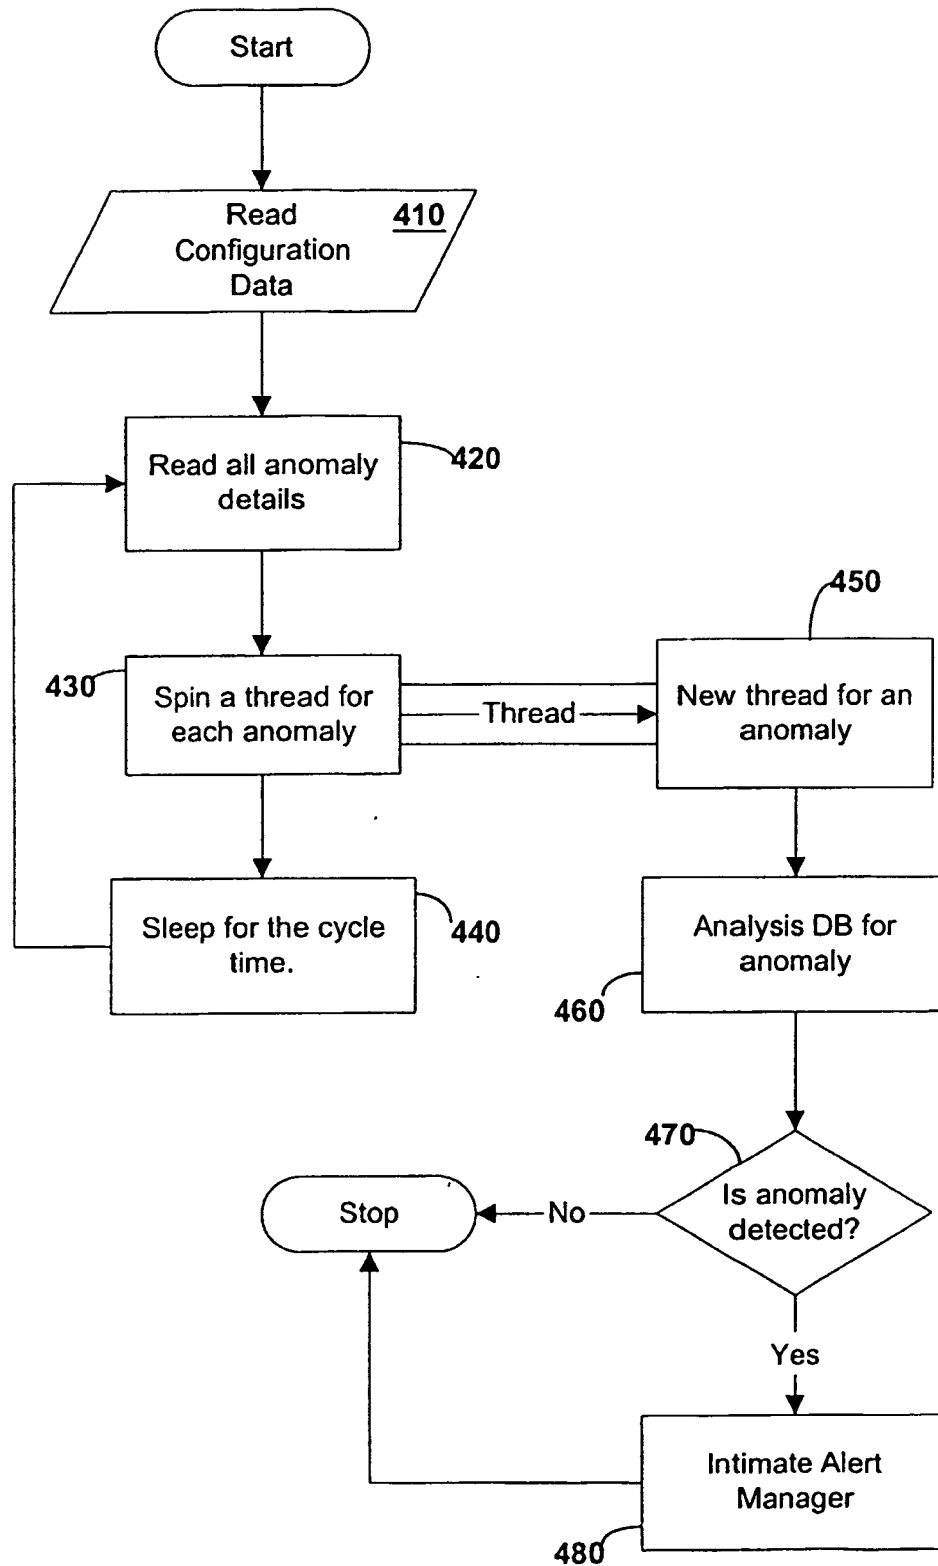 Start
Read
Configuration
Data
410
Read all anomaly
details
420
430
Spin a thread for
each anomaly
Thread
450
New thread for an
anomaly
Sleep for the cycle
time.
440
Analysis DB for
anomaly
460
470
Is anomaly
detected?
No
Stop
Yes
Intimate Alert
Manager
480